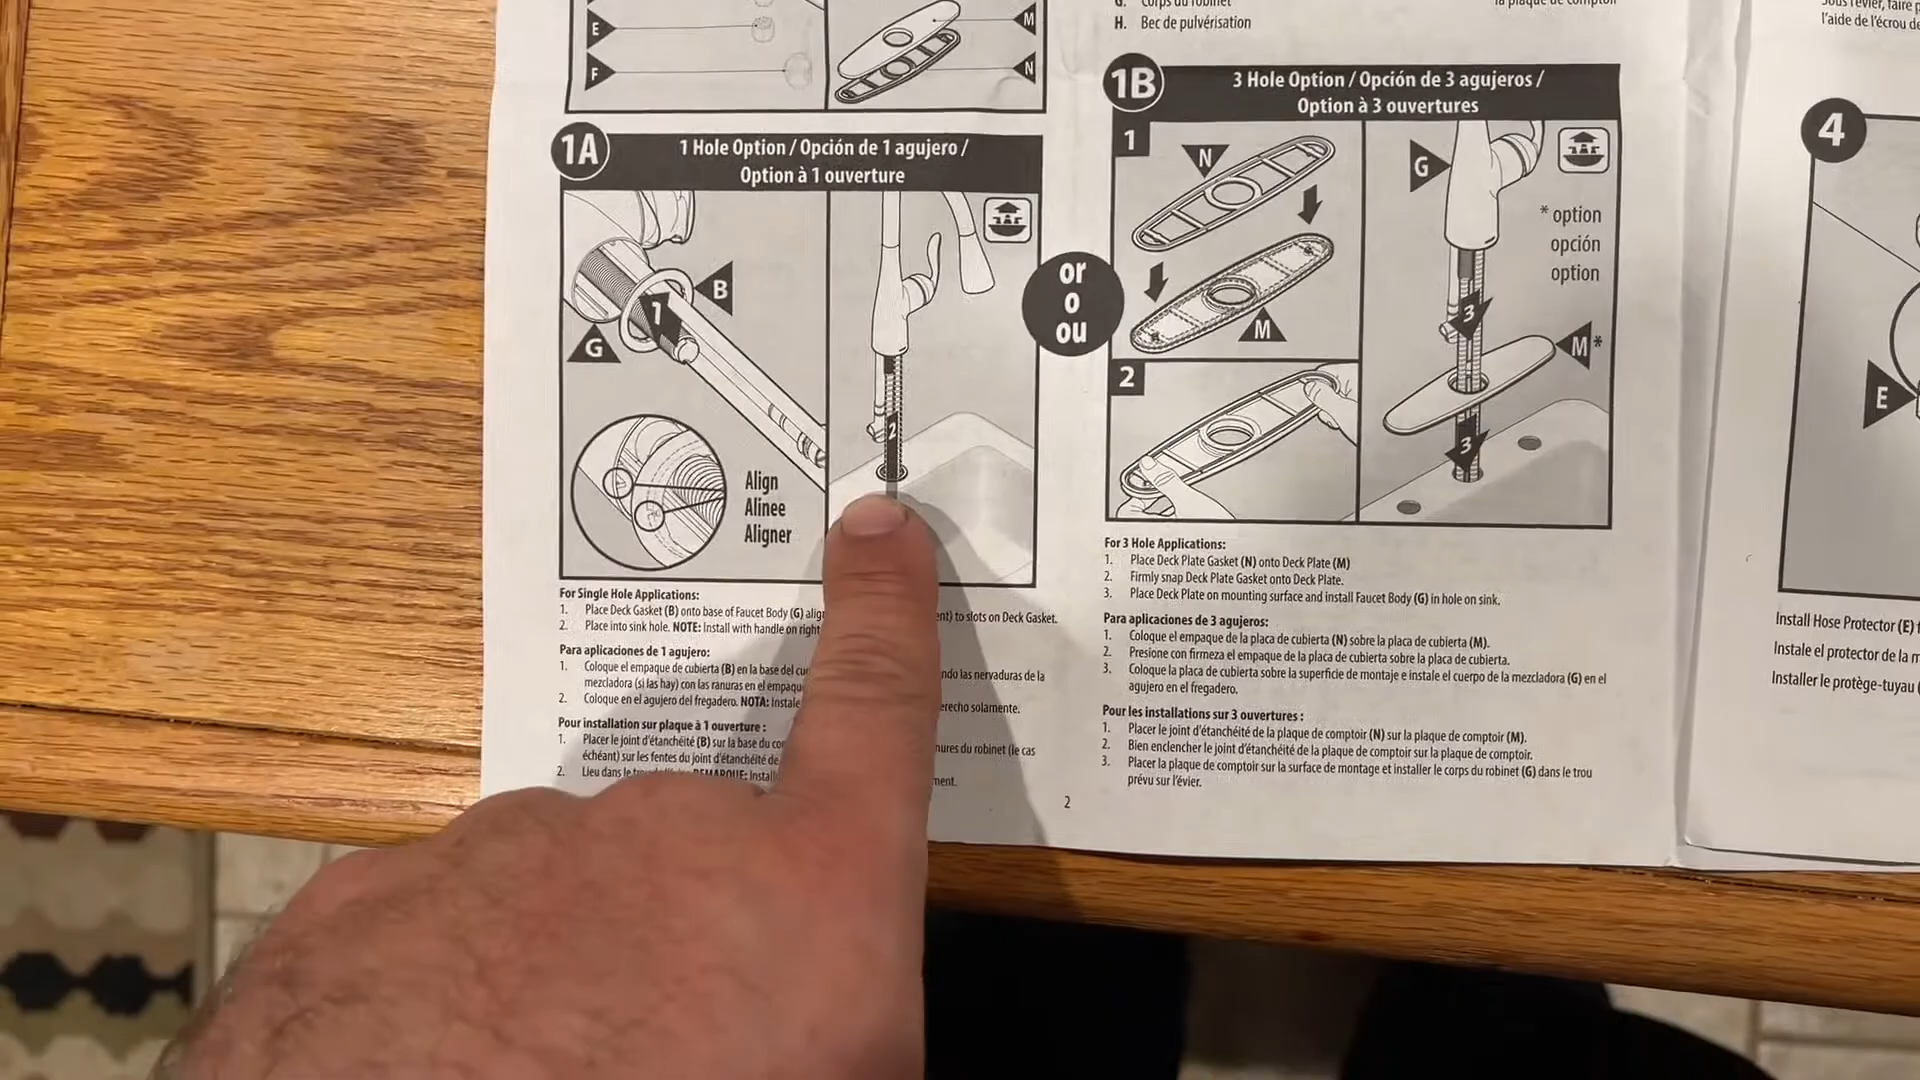 E
F
M
N
1A
1 Hole Option / Opción de 1 agujero /
Option à 1 ouverture
B
1
G
2
Align
Alinee
Aligner
For Single Hole Applications:
1. Place Deck Gasket (B) onto base of Faucet Body (G) to slots on Deck Gasket.
2. Place into sink hole. NOTE: Install with handle on right
Para aplicaciones de 1 agujero:
1. Coloque el empaque de cubierta (B) en la base del las nervaduras de la
mezcladora (si las hay) con las ranuras en el
2. Coloque en el agujero del fregadero. NOTA: solamente.
Pour installation sur plaque à 1 ouverture :
1. Placer le joint d'étanchéité (B) sur la base du du robinet (le cas
échéant) sur les fentes du joint d'étanchéité de
2. Lieu dans le
or
o
ou
G. Corps du robinet
H. Bec de pulvérisation
la plaque de comptoir
1B
3 Hole Option / Opción de 3 agujeros /
Option à 3 ouvertures
1
N
M
2
G
* option
opción
option
3
M*
3
For 3 Hole Applications:
1. Place Deck Plate Gasket (N) onto Deck Plate (M)
2. Firmly snap Deck Plate Gasket onto Deck Plate.
3. Place Deck Plate on mounting surface and install Faucet Body (G) in hole on sink.
Para aplicaciones de 3 agujeros:
1. Coloque el empaque de la placa de cubierta (N) sobre la placa de cubierta (M).
2. Presione con firmeza el empaque de la placa de cubierta sobre la placa de cubierta.
3. Coloque la placa de cubierta sobre la superficie de montaje e instale el cuerpo de la mezcladora (G) en el
agujero en el fregadero.
Pour les installations sur 3 ouvertures :
1. Placer le joint d'étanchéité de la plaque de comptoir (N) sur la plaque de comptoir (M).
2. Bien enclencher le joint d'étanchéité de la plaque de comptoir sur la plaque de comptoir.
3. Placer la plaque de comptoir sur la surface de montage et installer le corps du robinet (G) dans le trou
prévu sur l'évier.
2
Sous l'évier, faire
l'aide de l'écrou
4
E
Install Hose Protector (E)
Instale el protector de la
Installer le protège-tuyau